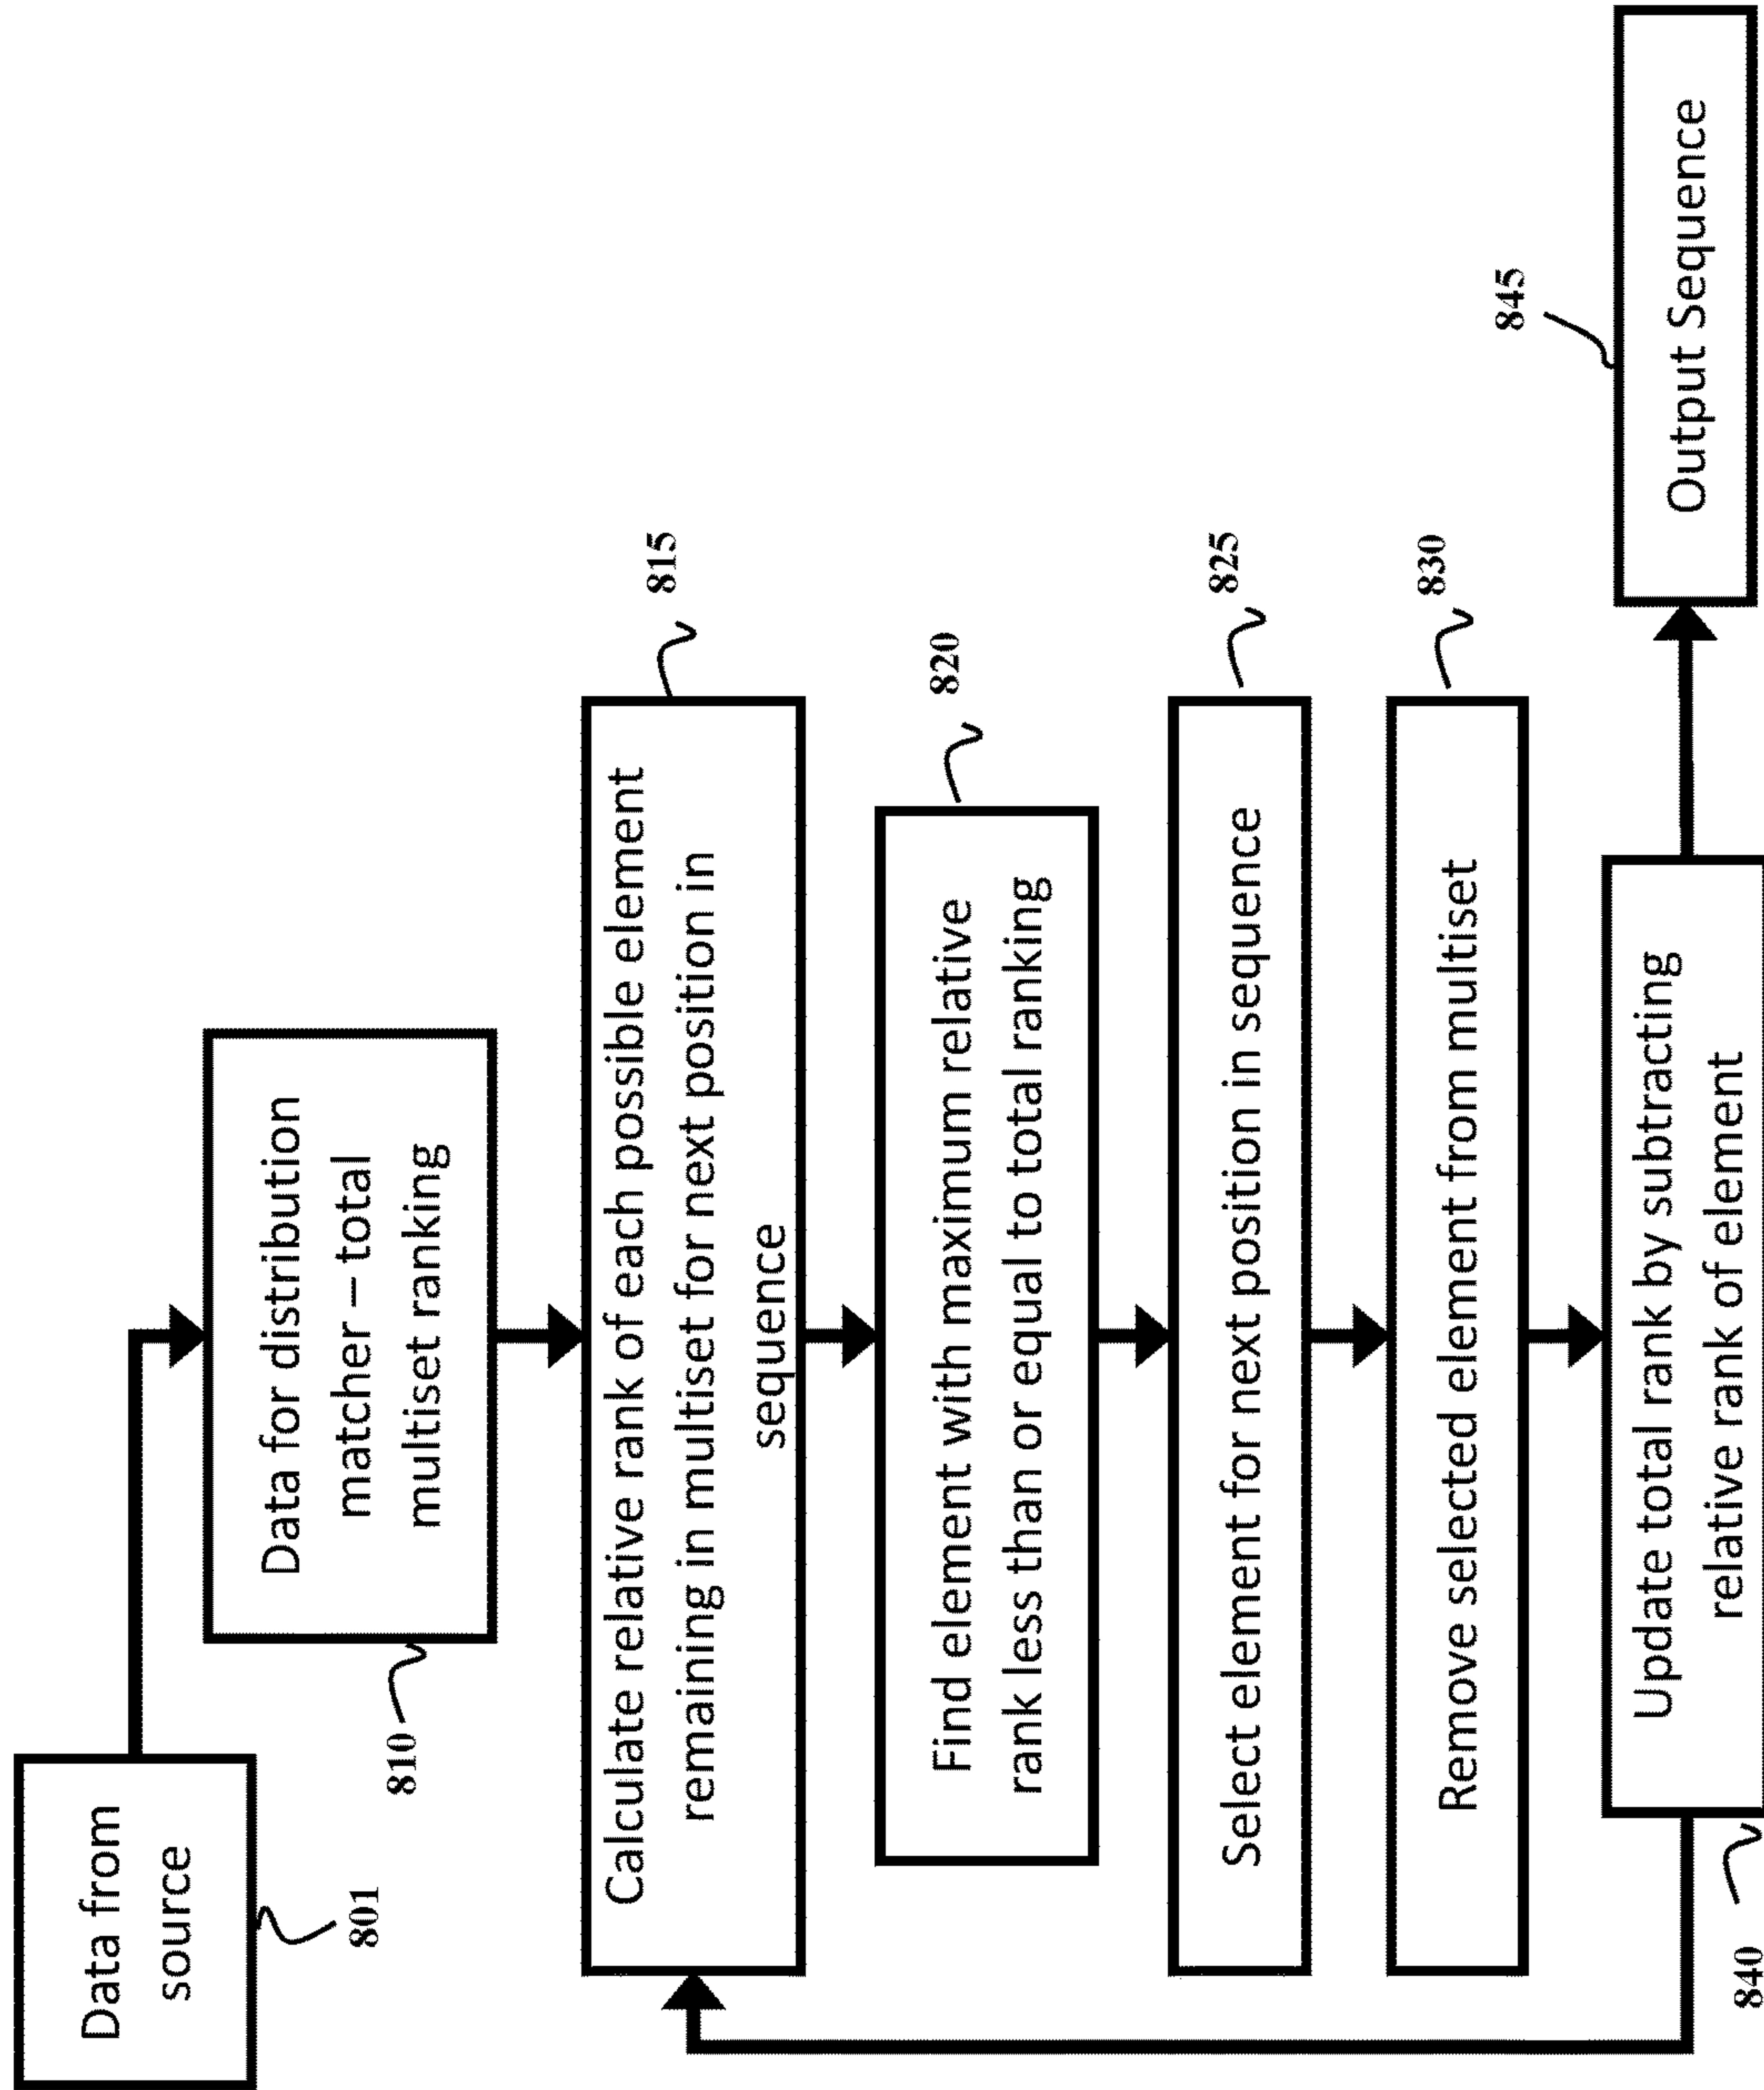 Data from
source
801
Data for distribution
matcher – total
multiset ranking
810
Calculate relative rank of each possible element
remaining in multiset for next position in
sequence
815
Find element with maximum relative
rank less than or equal to total ranking
820
Select element for next position in sequence
825
Remove selected element from multiset
830
Update total rank by subtracting
relative rank of element
840
Output Sequence
845